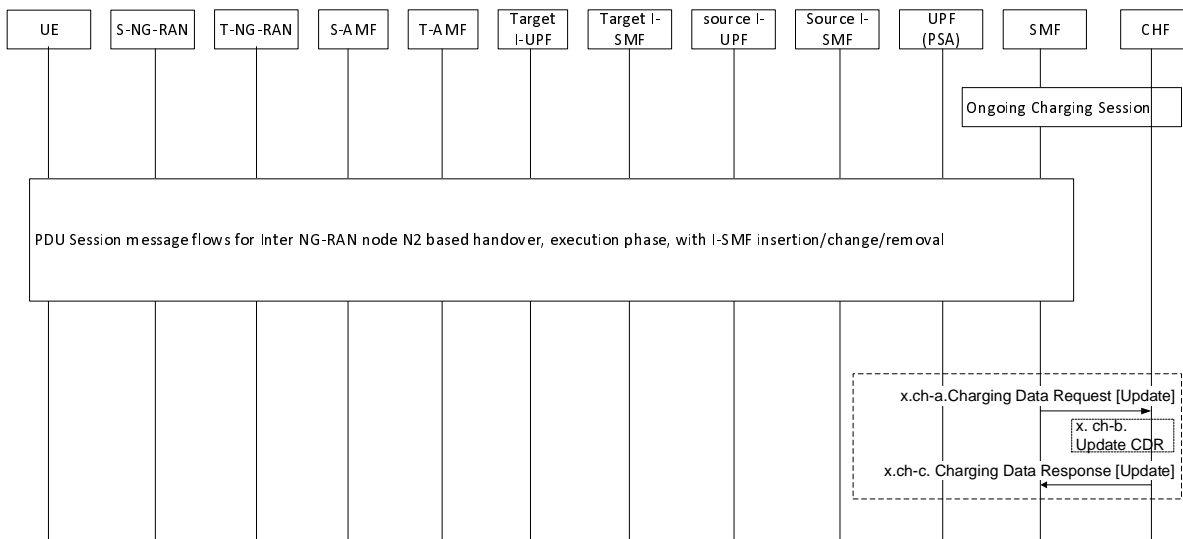 UE
S-NG-RAN
T-NG-RAN
S-AMF
T-AMF
Target
I-UPF
Target I-
SMF
source I-
UPF
Source I-
SMF
UPF
(PSA)
SMF
CHF
Ongoing Charging Session
PDU Session message flows for Inter NG-RAN node N2 based handover, execution phase, with I-SMF insertion/change/removal
x.ch-a.Charging Data Request [Update]
x. ch-b.
Update CDR
x.ch-c. Charging Data Response [Update]